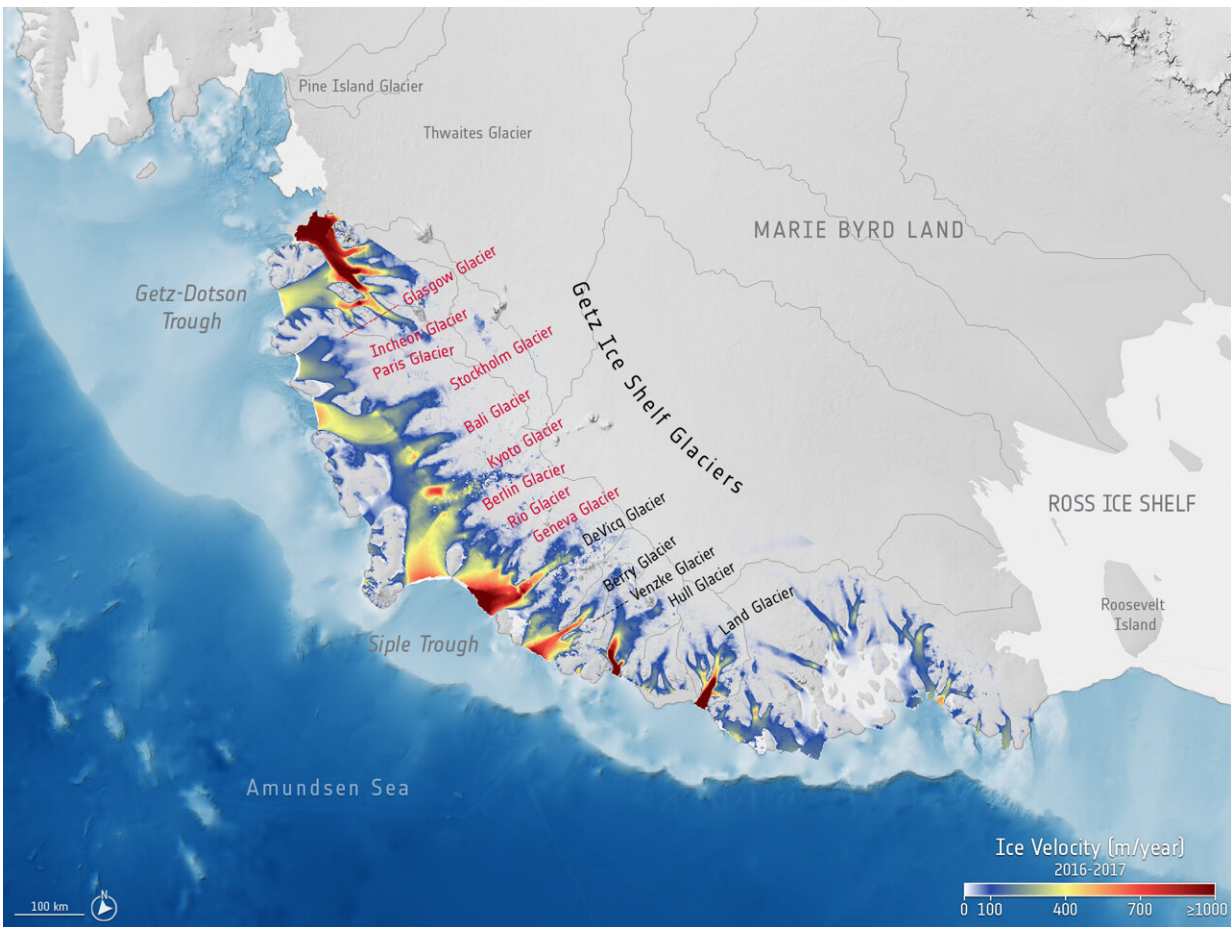 Pine Island Glacier
Thwaites Glacier
MARIE BYRD LAND
Getz-Dotson
Trough
Glasgow Glacier
Incheon Glacier
Paris Glacier
Stockholm Glacier
Bali Glacier
Kyoto Glacier
Berlin Glacier
Rio Glacier
Geneva Glacier
DeVicq Glacier
Berry Glacier
Venzke Glacier
Hull Glacier
Land Glacier
Getz Ice Shelf Glaciers
ROSS ICE SHELF
Roosevelt
Island
Siple Trough
Amundsen Sea
Ice Velocity (m/year)
2016-2017
0 100 400 700 ≥1000
100 km
N